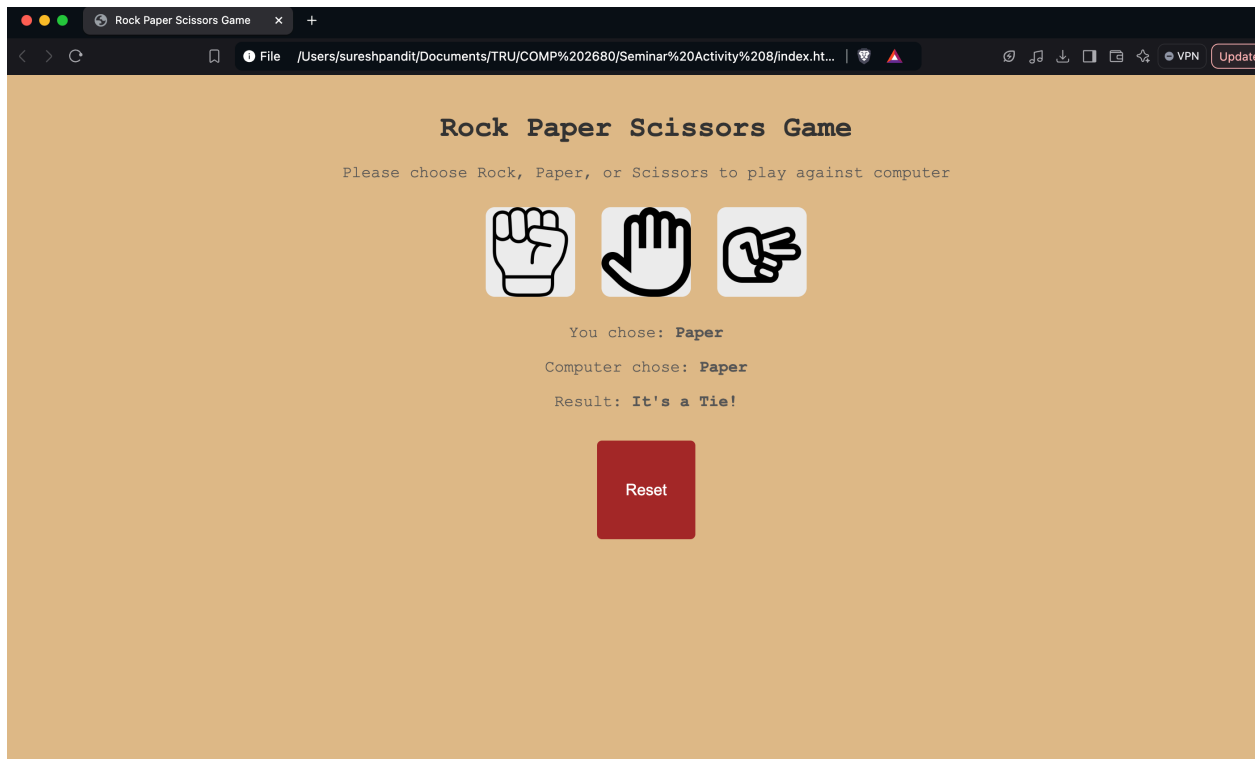 Rock Paper Scissors Game
File /Users/sureshpandit/Documents/TRU/COMP%202680/Seminar%20Activity%208/index.ht... VPN Update
Rock Paper Scissors Game
Please choose Rock, Paper, or Scissors to play against computer
You chose: Paper
Computer chose: Paper
Result: It's a Tie!
Reset